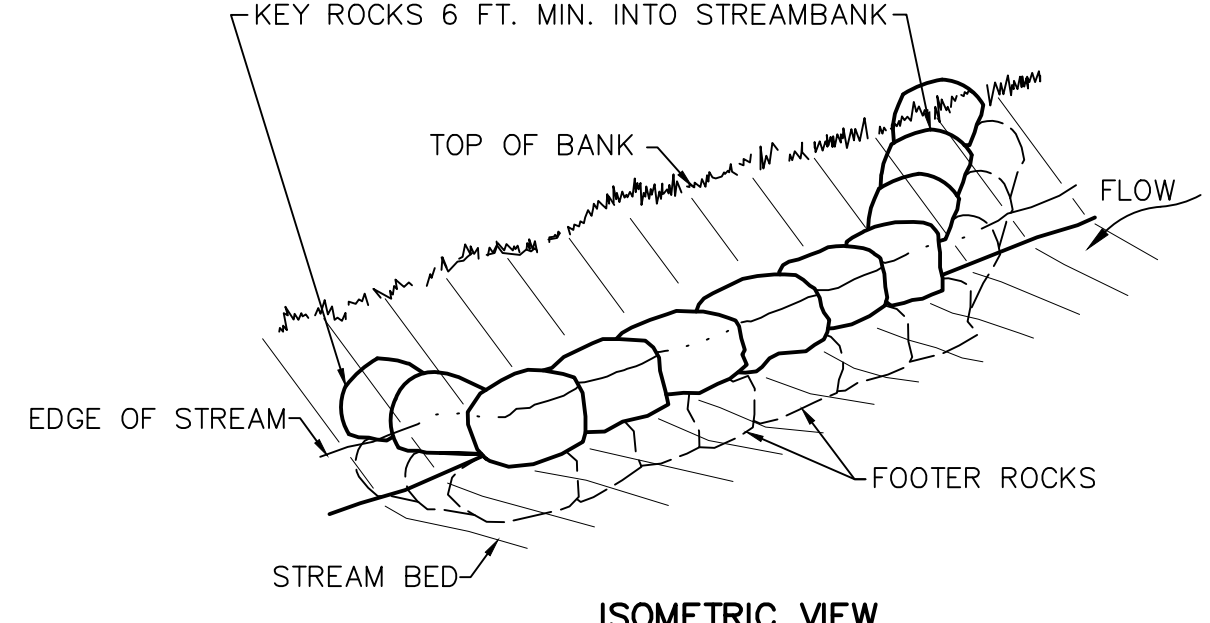 KEY ROCKS 6 FT. MIN. INTO STREAMBANK
TOP OF BANK
FLOW
EDGE OF STREAM
FOOTER ROCKS
STREAM BED
ISOMETRIC VIEW